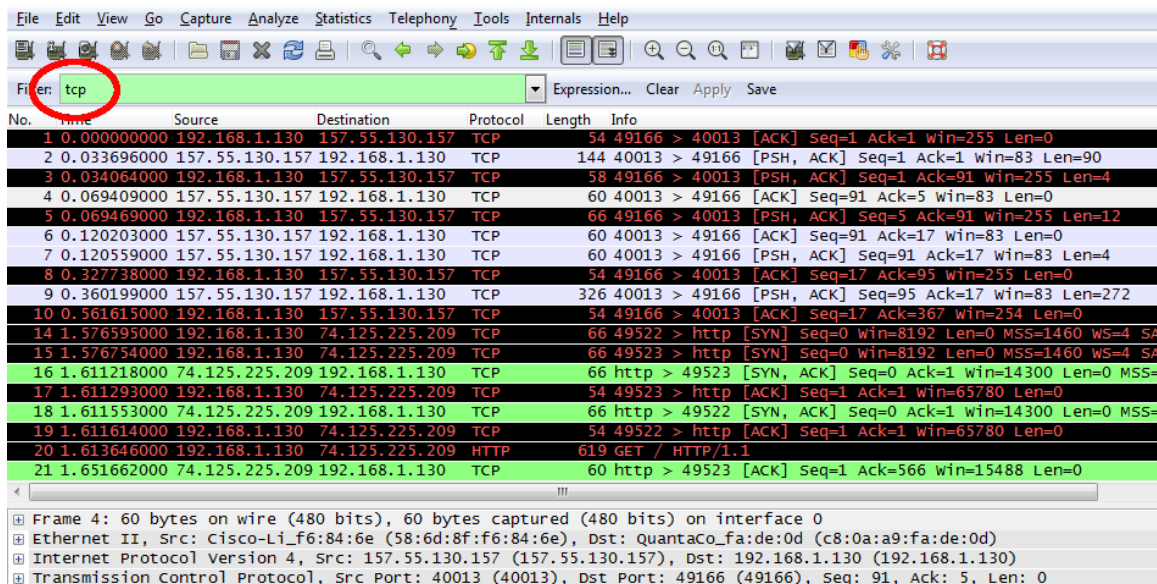 File Edit View Go Capture Analyze Statistics Telephony Tools Internals Help
Filter: tcp Expression... Clear Apply Save
No. Time Source Destination Protocol Length Info
1 0.000000000 192.168.1.130 157.55.130.157 TCP 54 49166 > 40013 [ACK] Seq=1 Ack=1 Win=255 Len=0
2 0.033696000 157.55.130.157 192.168.1.130 TCP 144 40013 > 49166 [PSH, ACK] Seq=1 Ack=1 Win=83 Len=90
3 0.034064000 192.168.1.130 157.55.130.157 TCP 58 49166 > 40013 [PSH, ACK] Seq=1 Ack=91 Win=255 Len=4
4 0.069409000 157.55.130.157 192.168.1.130 TCP 60 40013 > 49166 [ACK] Seq=91 Ack=5 Win=83 Len=0
5 0.069469000 192.168.1.130 157.55.130.157 TCP 66 49166 > 40013 [PSH, ACK] Seq=5 Ack=91 Win=255 Len=12
6 0.120203000 157.55.130.157 192.168.1.130 TCP 60 40013 > 49166 [ACK] Seq=91 Ack=17 Win=83 Len=0
7 0.120559000 157.55.130.157 192.168.1.130 TCP 60 40013 > 49166 [PSH, ACK] Seq=91 Ack=17 Win=83 Len=4
8 0.327738000 192.168.1.130 157.55.130.157 TCP 54 49166 > 40013 [ACK] Seq=17 Ack=95 Win=255 Len=0
9 0.360199000 157.55.130.157 192.168.1.130 TCP 326 40013 > 49166 [PSH, ACK] Seq=95 Ack=17 Win=83 Len=272
10 0.561615000 192.168.1.130 157.55.130.157 TCP 54 49166 > 40013 [ACK] Seq=17 Ack=367 Win=254 Len=0
14 1.576595000 192.168.1.130 74.125.225.209 TCP 66 49522 > http [SYN] Seq=0 Win=8192 Len=0 MSS=1460 WS=4 SA
15 1.576754000 192.168.1.130 74.125.225.209 TCP 66 49523 > http [SYN] Seq=0 Win=8192 Len=0 MSS=1460 WS=4 SA
16 1.611218000 74.125.225.209 192.168.1.130 TCP 66 http > 49523 [SYN, ACK] Seq=0 Ack=1 Win=14300 Len=0 MSS=
17 1.611293000 192.168.1.130 74.125.225.209 TCP 54 49523 > http [ACK] Seq=1 Ack=1 Win=65780 Len=0
18 1.611553000 74.125.225.209 192.168.1.130 TCP 66 http > 49522 [SYN, ACK] Seq=0 Ack=1 Win=14300 Len=0 MSS=
19 1.611614000 192.168.1.130 74.125.225.209 TCP 54 49522 > http [ACK] Seq=1 Ack=1 Win=65780 Len=0
20 1.613646000 192.168.1.130 74.125.225.209 HTTP 619 GET / HTTP/1.1
21 1.651662000 74.125.225.209 192.168.1.130 TCP 60 http > 49523 [ACK] Seq=1 Ack=566 Win=15488 Len=0
Frame 4: 60 bytes on wire (480 bits), 60 bytes captured (480 bits) on interface 0
Ethernet II, Src: Cisco-Li_f6:84:6e (58:6d:8f:f6:84:6e), Dst: QuantaCo_fa:de:0d (c8:0a:a9:fa:de:0d)
Internet Protocol Version 4, Src: 157.55.130.157 (157.55.130.157), Dst: 192.168.1.130 (192.168.1.130)
Transmission Control Protocol, Src Port: 40013 (40013), Dst Port: 49166 (49166), Seq: 91, Ack: 5, Len: 0